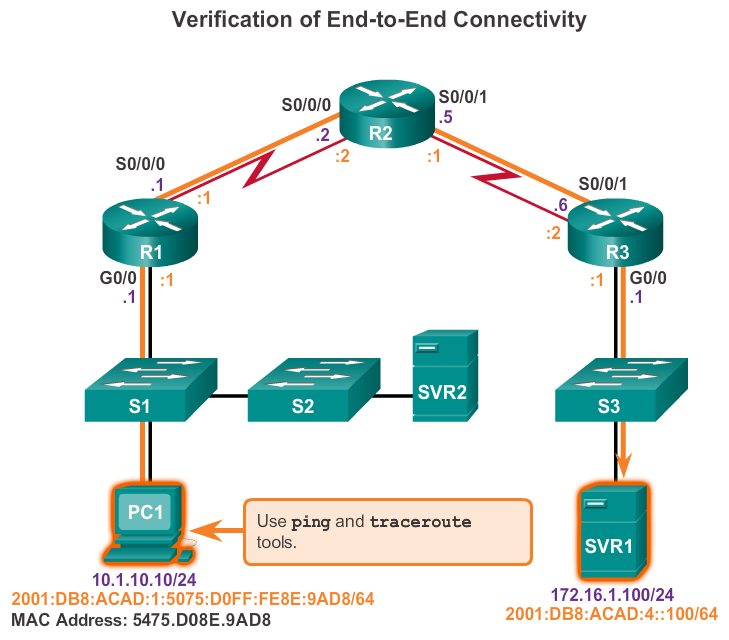 Verification of End-to-End Connectivity
S0/0/0
S0/0/1
.5
R2
.2
:2
:1
S0/0/0
.1
:1
S0/0/1
.6
:2
R1
R3
G0/0
:1
.1
:1
G0/0
.1
SVR2
S1
S2
S3
PC1
Use ping and traceroute
tools.
SVR1
10.1.10.10/24
2001:DB8:ACAD:1:5075:D0FF:FE8E:9AD8/64
MAC Address: 5475.D08E.9AD8
172.16.1.100/24
2001:DB8:ACAD:4::100/64